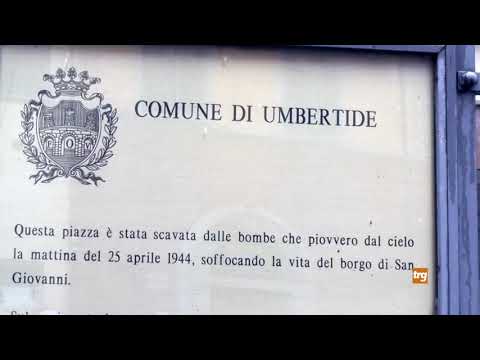 COMUNE DI UMBERTIDE
Questa piazza è stata scavata dalle bombe che piovvero dal cielo
la mattina del 25 aprile 1944, soffocando la vita del borgo di San
Giovanni.
trg